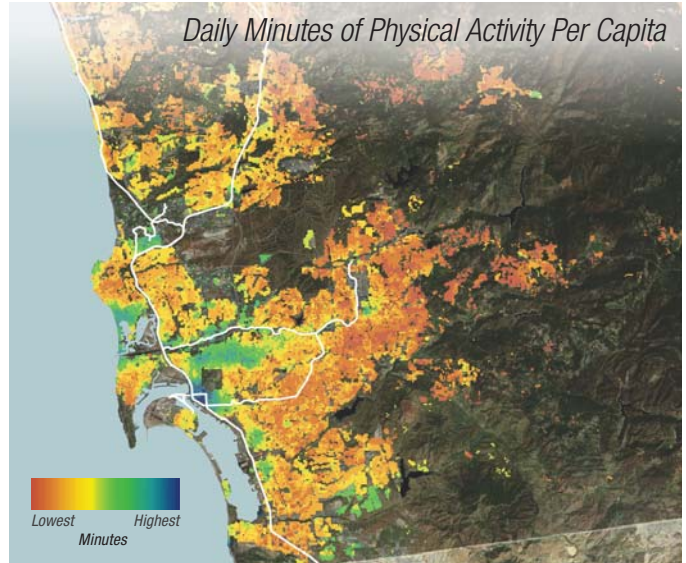 Daily Minutes of Physical Activity Per Capita
Lowest Highest
Minutes